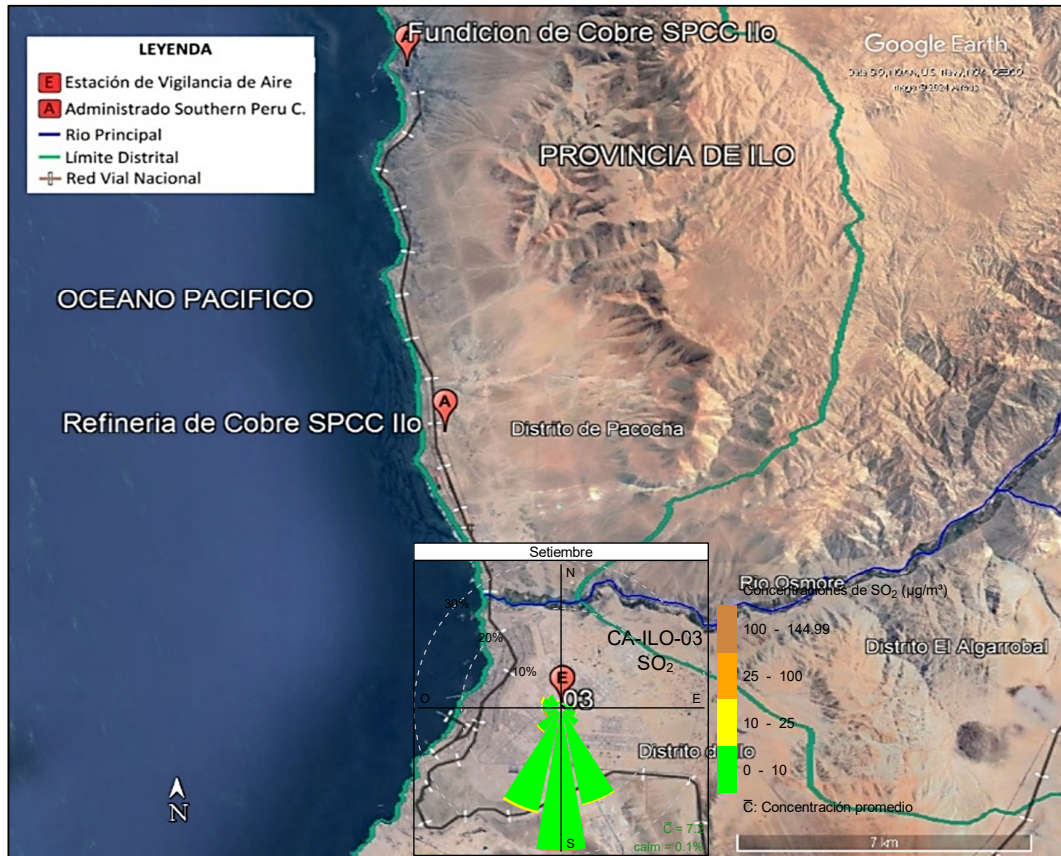 Fundicion de Cobre SPCC Ilo
A
LEYENDA
E Estación de Vigilancia de Aire
A Administrado Southern Peru C.
Rio Principal
Límite Distrital
Red Vial Nacional
Google Earth
PROVINCIA DE ILO
OCEANO PACIFICO
A
Refineria de Cobre SPCC Ilo
Distrito de Pacocha
Setiembre
N
30%
20%
10%
CA-ILO-03
SO₂
E
03
O
E
S
C̅ = 7.2
calm = 0.1%
Rio Osmore
Concentraciones de SO₂ (µg/m³)
100 - 144.99
25 - 100
10 - 25
0 - 10
C̅: Concentración promedio
Distrito El Algarrobal
Distrito de Ilo
7 km
N